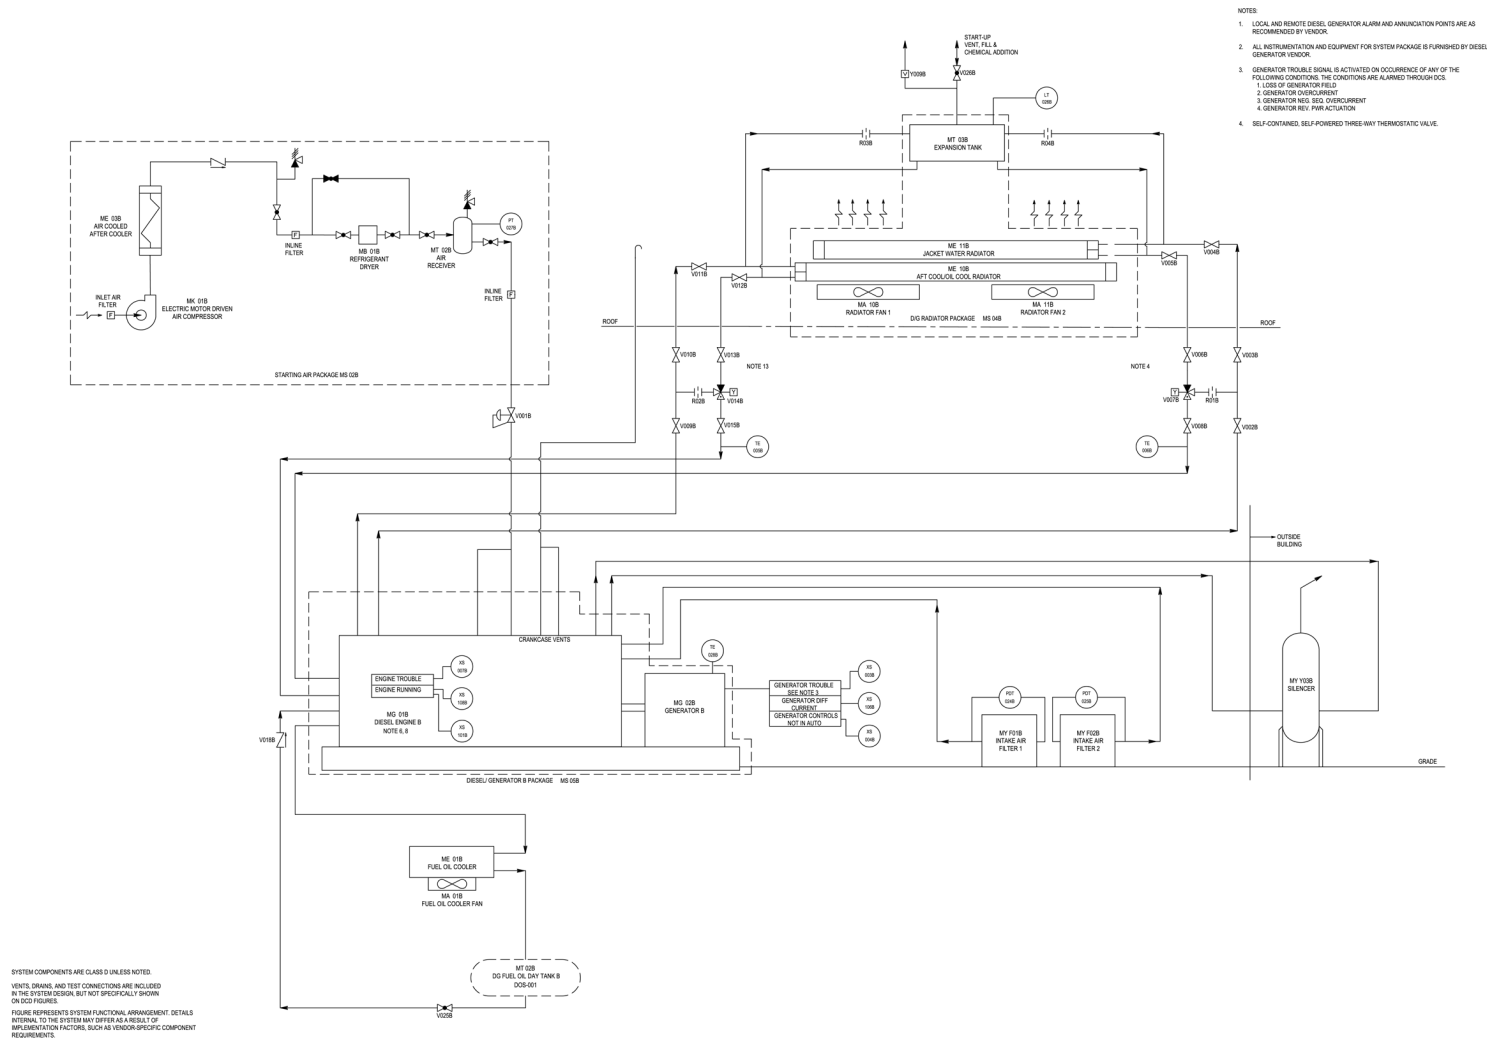 NOTES:
1. LOCAL AND REMOTE DIESEL GENERATOR ALARM AND ANNUNCIATION POINTS ARE AS
RECOMMENDED BY VENDOR.
2. ALL INSTRUMENTATION AND EQUIPMENT FOR SYSTEM PACKAGE IS FURNISHED BY DIESEL
GENERATOR VENDOR.
3. GENERATOR TROUBLE SIGNAL IS ACTIVATED ON OCCURRENCE OF ANY OF THE
FOLLOWING CONDITIONS. THE CONDITIONS ARE ALARMED THROUGH DCS.
1. LOSS OF GENERATOR FIELD
2. GENERATOR OVERCURRENT
3. GENERATOR NEG. SEQ. OVERCURRENT
4. GENERATOR REV. PWR ACTUATION
4. SELF-CONTAINED, SELF-POWERED THREE-WAY THERMOSTATIC VALVE.
START-UP
VENT, FILL &
CHEMICAL ADDITION
V
Y009B
V026B
LT
028B
MT 03B
EXPANSION TANK
R03B
R04B
ME 03B
AIR COOLED
AFTER COOLER
INLINE
FILTER
F
MB 01B
REFRIGERANT
DRYER
MT 02B
AIR
RECEIVER
PT
027B
INLET AIR
FILTER
F
MK 01B
ELECTRIC MOTOR DRIVEN
AIR COMPRESSOR
INLINE
FILTER
F
STARTING AIR PACKAGE MS 02B
ME 11B
JACKET WATER RADIATOR
ME 10B
AFT COOL/OIL COOL RADIATOR
MA 10B
RADIATOR FAN 1
MA 11B
RADIATOR FAN 2
D/G RADIATOR PACKAGE MS 04B
V004B
V005B
V011B
V012B
ROOF
ROOF
V010B
V013B
NOTE 13
NOTE 4
V006B
V003B
R02B
Y
V014B
Y
V007B
R01B
V001B
V009B
V015B
V008B
V002B
TE
TE
OUTSIDE
BUILDING
CRANKCASE VENTS
ENGINE TROUBLE
ENGINE RUNNING
XS
007B
XS
108B
XS
101B
MG 01B
DIESEL ENGINE B
NOTE 6, 8
TE
MG 02B
GENERATOR B
GENERATOR TROUBLE
SEE NOTE 3
GENERATOR DIFF
CURRENT
GENERATOR CONTROLS
NOT IN AUTO
XS
003B
XS
106B
XS
004B
PDT
024B
PDT
MY F01B
INTAKE AIR
FILTER 1
MY F02B
INTAKE AIR
FILTER 2
MY Y03B
SILENCER
V018B
DIESEL/ GENERATOR B PACKAGE MS 05B
GRADE
ME 01B
FUEL OIL COOLER
MA 01B
FUEL OIL COOLER FAN
MT 02B
DG FUEL OIL DAY TANK B
DOS-001
V025B
SYSTEM COMPONENTS ARE CLASS D UNLESS NOTED.
VENTS, DRAINS, AND TEST CONNECTIONS ARE INCLUDED
IN THE SYSTEM DESIGN, BUT NOT SPECIFICALLY SHOWN
ON DCD FIGURES.
FIGURE REPRESENTS SYSTEM FUNCTIONAL ARRANGEMENT. DETAILS
INTERNAL TO THE SYSTEM MAY DIFFER AS A RESULT OF
IMPLEMENTATION FACTORS, SUCH AS VENDOR-SPECIFIC COMPONENT
REQUIREMENTS.